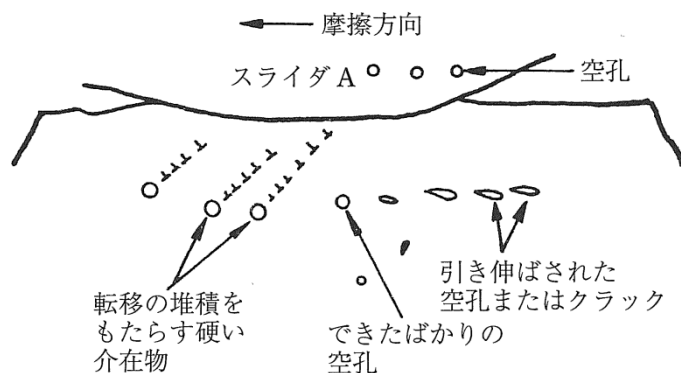 摩擦方向
スライダ A
空孔
転移の堆積を
もたらす硬い
介在物
できたばかりの
空孔
引き伸ばされた
空孔またはクラック